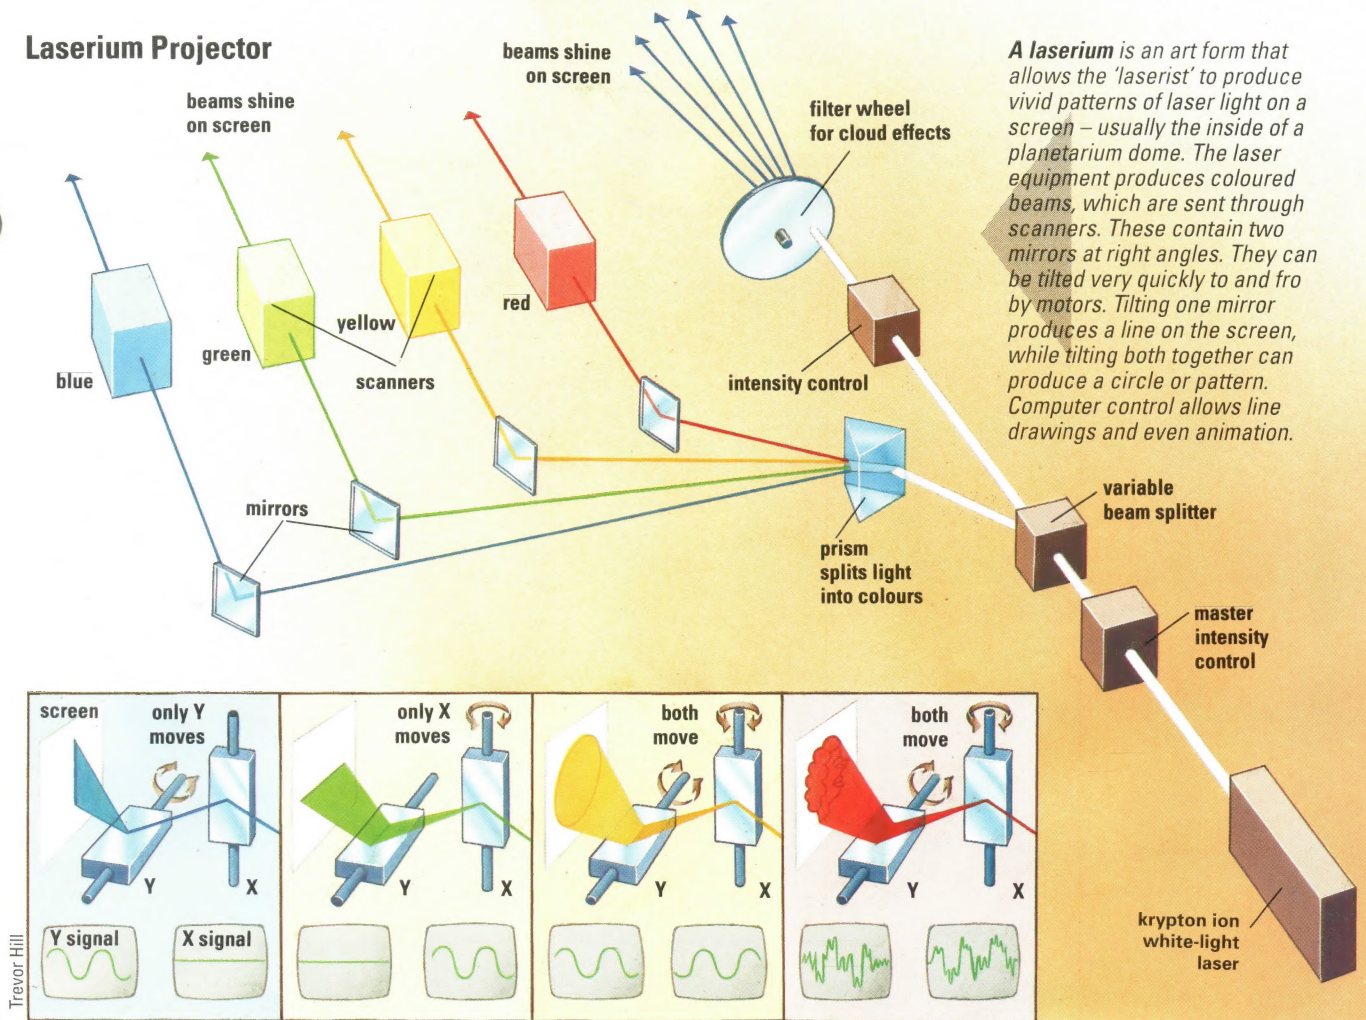 Laserium Projector
beams shine
on screen
beams shine
on screen
filter wheel
for cloud effects
A laserium is an art form that
allows the ‘laserist’ to produce
vivid patterns of laser light on a
screen – usually the inside of a
planetarium dome. The laser
equipment produces coloured
beams, which are sent through
scanners. These contain two
mirrors at right angles. They can
be tilted very quickly to and fro
by motors. Tilting one mirror
produces a line on the screen,
while tilting both together can
produce a circle or pattern.
Computer control allows line
drawings and even animation.
blue
green
yellow
red
scanners
intensity control
mirrors
prism
splits light
into colours
variable
beam splitter
master
intensity
control
krypton ion
white-light
laser
screen
only Y
moves
Y
X
Y signal
X signal
only X
moves
Y
X
both
move
Y
X
both
move
Y
X
Trevor Hill